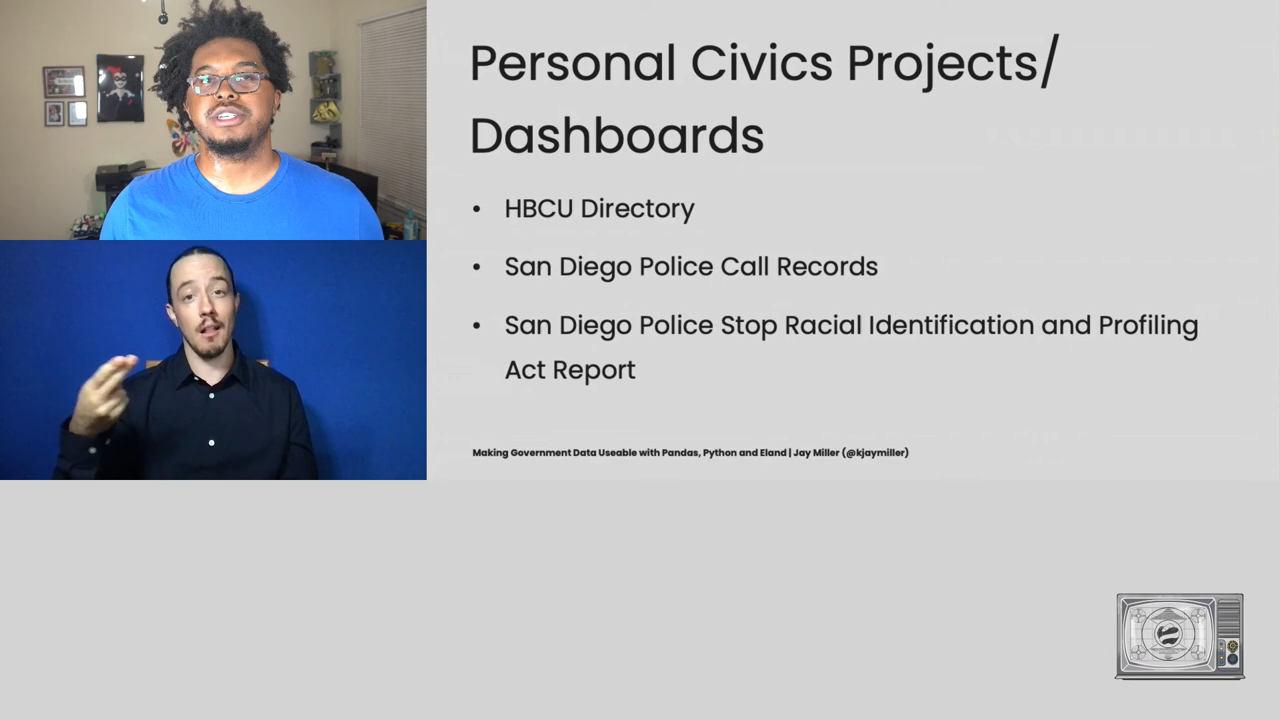 Personal Civics Projects/
Dashboards
• HBCU Directory
• San Diego Police Call Records
• San Diego Police Stop Racial Identification and Profiling
Act Report
Making Government Data Useable with Pandas, Python and Eland | Jay Miller (@kjaymiller)